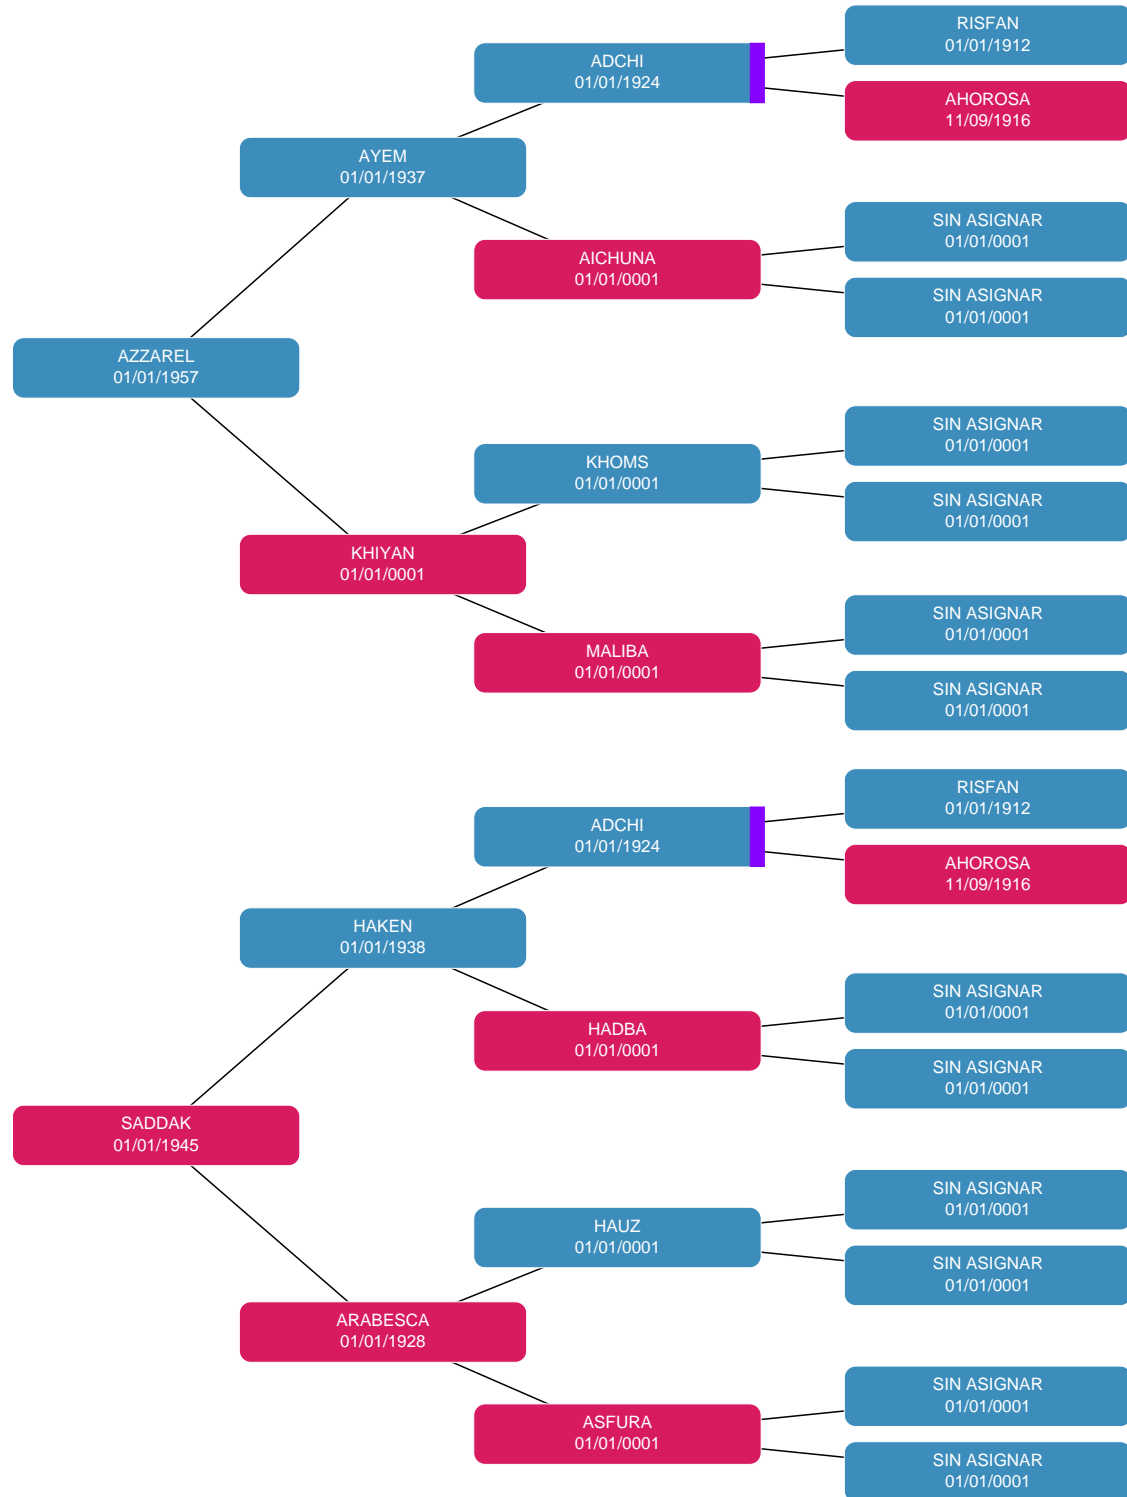 RISFAN
01/01/1912
ADCHI
01/01/1924
AHOROSA
11/09/1916
AYEM
01/01/1937
SIN ASIGNAR
01/01/0001
AICHUNA
01/01/0001
SIN ASIGNAR
01/01/0001
AZZAREL
01/01/1957
SIN ASIGNAR
01/01/0001
KHOMS
01/01/0001
SIN ASIGNAR
01/01/0001
KHIYAN
01/01/0001
SIN ASIGNAR
01/01/0001
MALIBA
01/01/0001
SIN ASIGNAR
01/01/0001
RISFAN
01/01/1912
ADCHI
01/01/1924
AHOROSA
11/09/1916
HAKEN
01/01/1938
SIN ASIGNAR
01/01/0001
HADBA
01/01/0001
SIN ASIGNAR
01/01/0001
SADDAK
01/01/1945
SIN ASIGNAR
01/01/0001
HAUZ
01/01/0001
SIN ASIGNAR
01/01/0001
ARABESCA
01/01/1928
SIN ASIGNAR
01/01/0001
ASFURA
01/01/0001
SIN ASIGNAR
01/01/0001